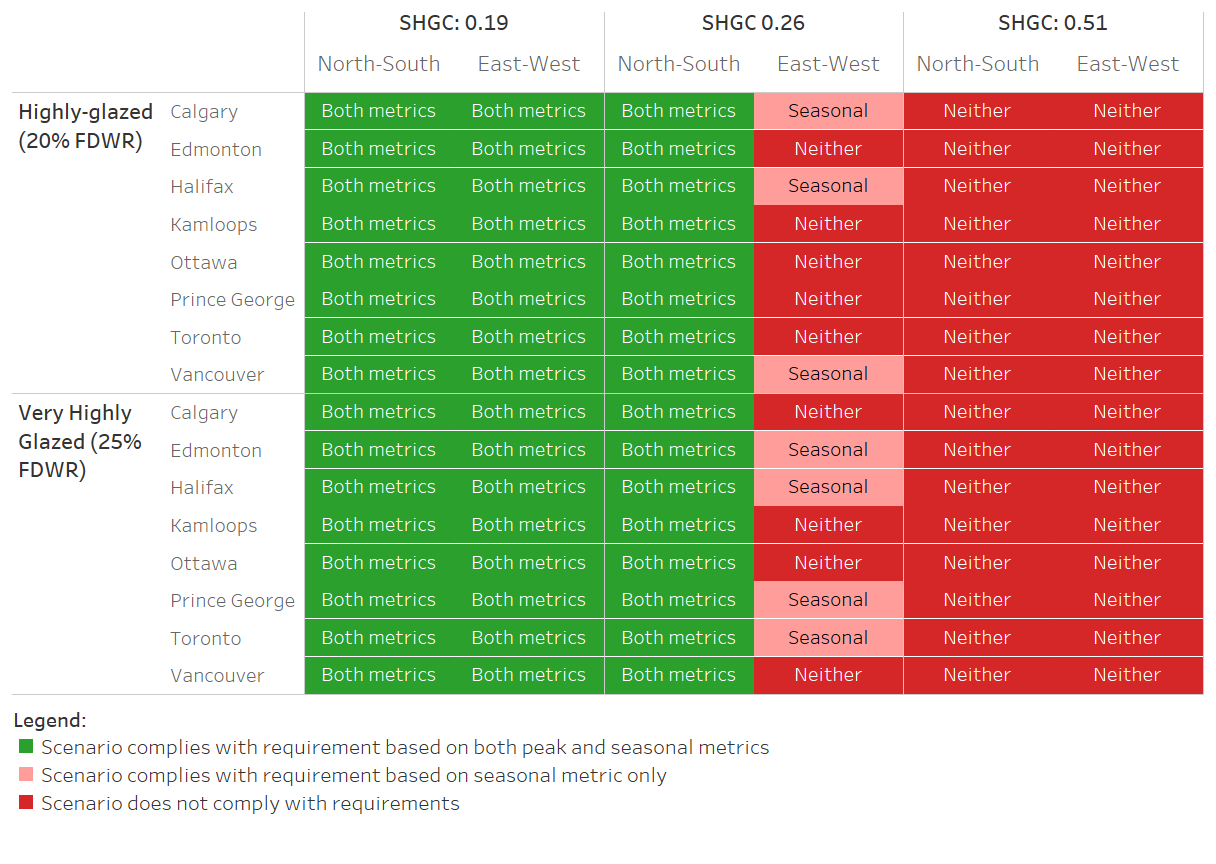 SHGC: 0.19 SHGC 0.26 SHGC: 0.51
North-South East-West North-South East-West North-South East-West
Highly-glazed Calgary Both metrics Both metrics Both metrics Seasonal Neither Neither
(20% FDWR) Edmonton Both metrics Both metrics Both metrics Neither Neither Neither
Halifax Both metrics Both metrics Both metrics Seasonal Neither Neither
Kamloops Both metrics Both metrics Both metrics Neither Neither Neither
Ottawa Both metrics Both metrics Both metrics Neither Neither Neither
Prince George Both metrics Both metrics Both metrics Neither Neither Neither
Toronto Both metrics Both metrics Both metrics Neither Neither Neither
Vancouver Both metrics Both metrics Both metrics Seasonal Neither Neither
Very Highly Calgary Both metrics Both metrics Both metrics Neither Neither Neither
Glazed (25% Edmonton Both metrics Both metrics Both metrics Seasonal Neither Neither
FDWR) Halifax Both metrics Both metrics Both metrics Seasonal Neither Neither
Kamloops Both metrics Both metrics Both metrics Neither Neither Neither
Ottawa Both metrics Both metrics Both metrics Neither Neither Neither
Prince George Both metrics Both metrics Both metrics Seasonal Neither Neither
Toronto Both metrics Both metrics Both metrics Seasonal Neither Neither
Vancouver Both metrics Both metrics Both metrics Neither Neither Neither
Legend:
Scenario complies with requirement based on both peak and seasonal metrics
Scenario complies with requirement based on seasonal metric only
Scenario does not comply with requirements